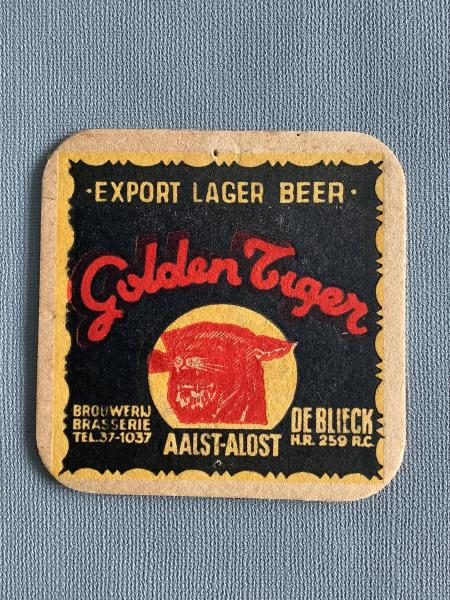 ·EXPORT LAGER BEER·
Golden Tiger
BROUWERIJ
BRASSERIE
TEL.37-1037
AALST-ALOST
DE BLIECK
H.R. 259 R.C.